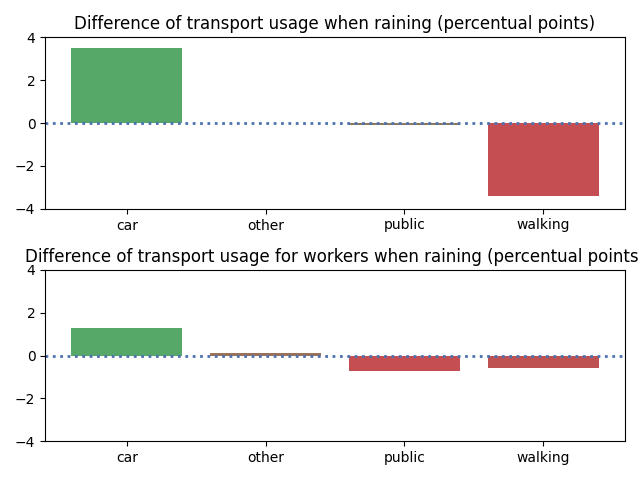 Difference of transport usage when raining (percentual points)
4
2
0
−2
−4
car other public walking
Difference of transport usage for workers when raining (percentual points
4
2
0
−2
−4
car other public walking